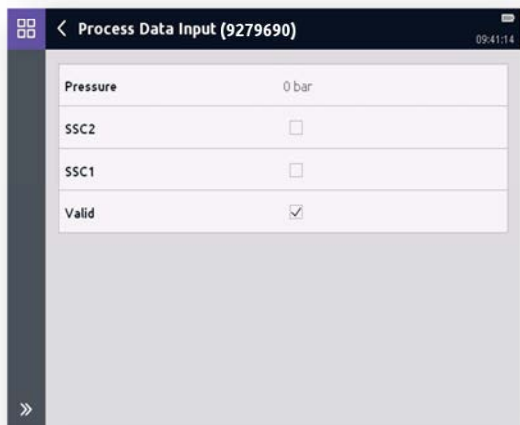 Process Data Input (9279690)
09:41:14
Pressure 0 bar
SSC2
SSC1
Valid